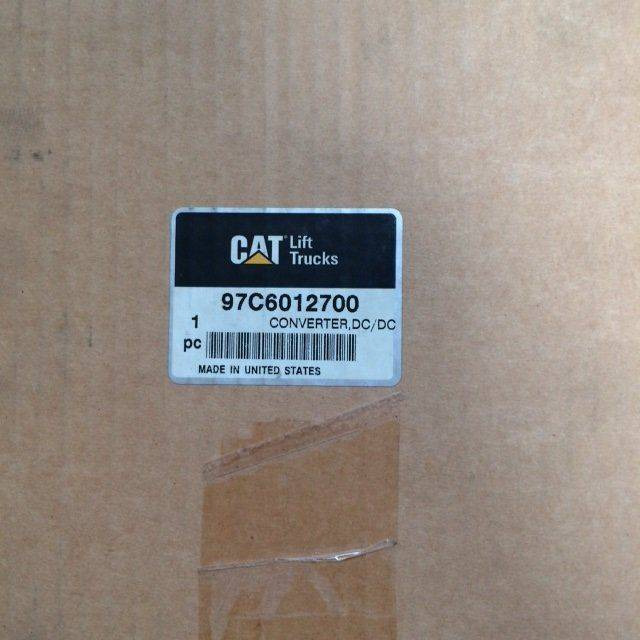 CAT® Lift
Trucks
97C6012700
1 CONVERTER,DC/DC
pc
MADE IN UNITED STATES